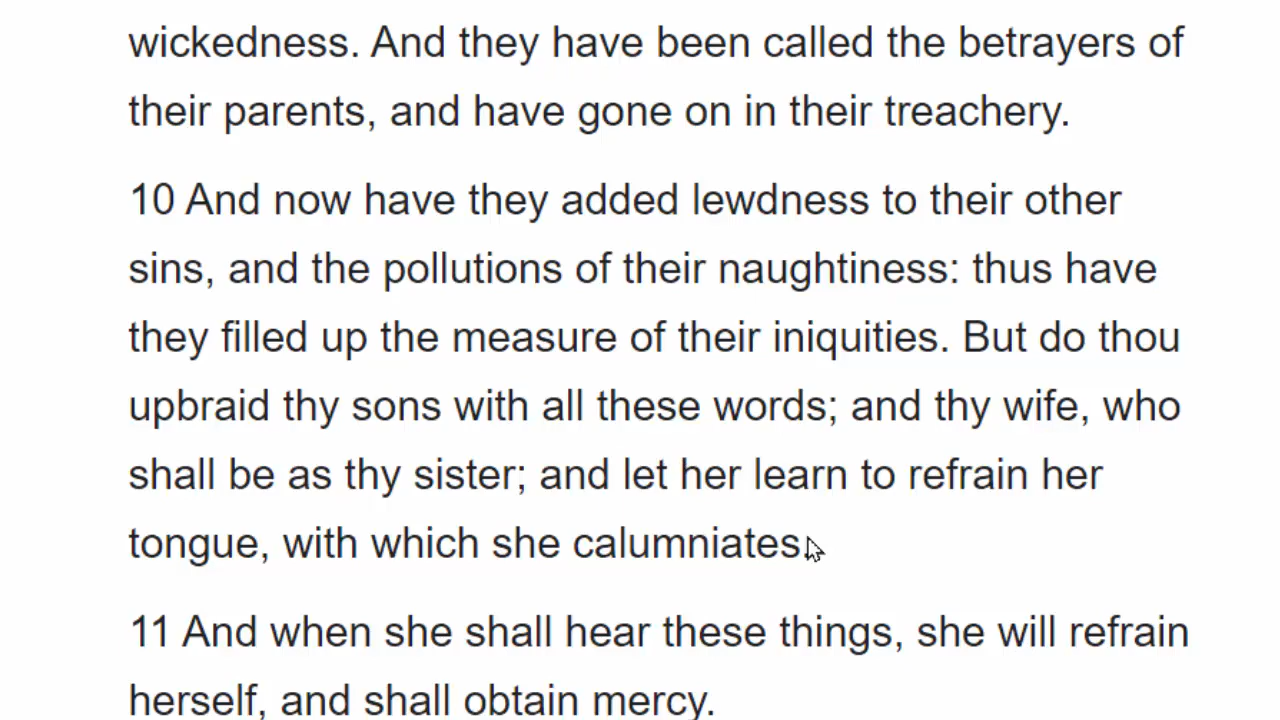 wickedness. And they have been called the betrayers of
their parents, and have gone on in their treachery.
10 And now have they added lewdness to their other
sins, and the pollutions of their naughtiness: thus have
they filled up the measure of their iniquities. But do thou
upbraid thy sons with all these words; and thy wife, who
shall be as thy sister; and let her learn to refrain her
tongue, with which she calumniates.
11 And when she shall hear these things, she will refrain
herself, and shall obtain mercy.